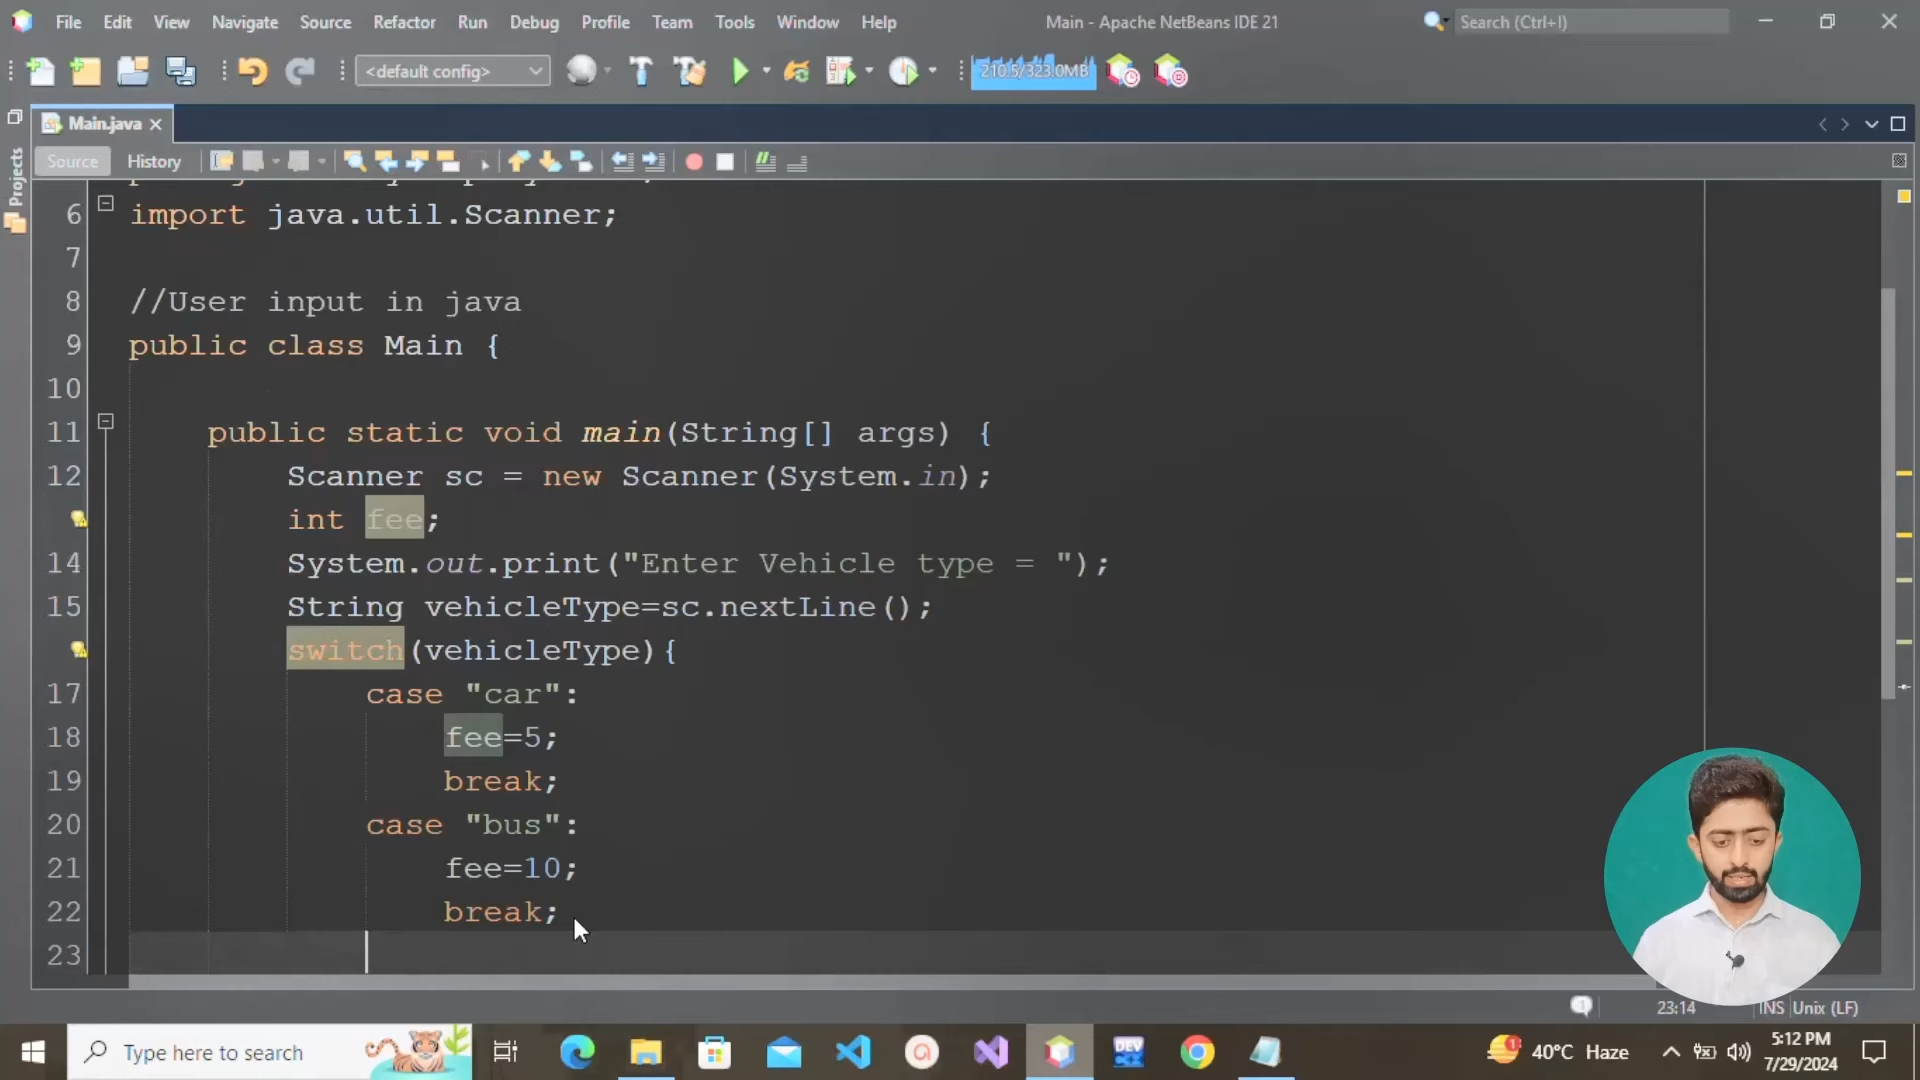 File Edit View Navigate Source Refactor Run Debug Profile Team Tools Window Help Main - Apache NetBeans IDE 21 Search (Ctrl+I)
<default config> 210.5/323.0MB
Main.java
Projects
Source History
6 import java.util.Scanner;
7
8 //User input in java
9 public class Main {
10
11 public static void main(String[] args) {
12 Scanner sc = new Scanner(System.in);
int fee;
14 System.out.print("Enter Vehicle type = ");
15 String vehicleType=sc.nextLine();
switch(vehicleType){
17 case "car":
18 fee=5;
19 break;
20 case "bus":
21 fee=10;
22 break;
23
1 23:14 INS Unix (LF)
Type here to search DEV 1 40°C Haze 5:12 PM
7/29/2024